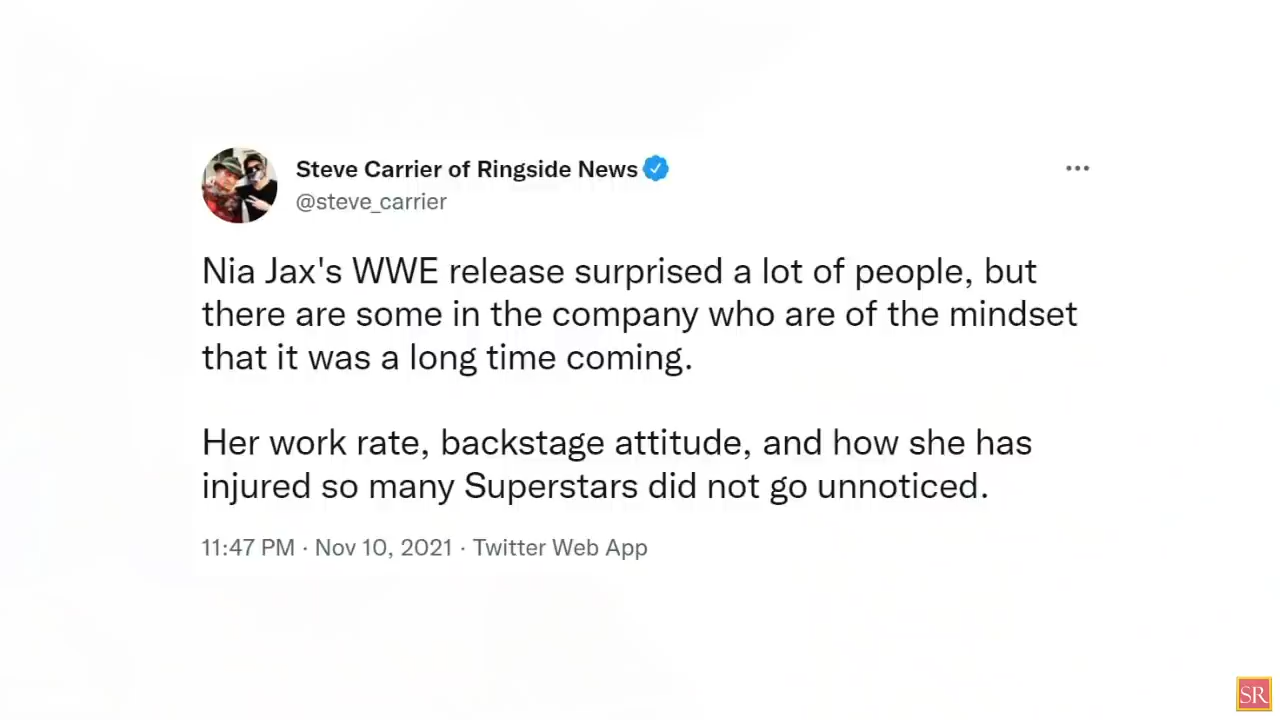 Steve Carrier of Ringside News
@steve_carrier
Nia Jax's WWE release surprised a lot of people, but
there are some in the company who are of the mindset
that it was a long time coming.
Her work rate, backstage attitude, and how she has
injured so many Superstars did not go unnoticed.
11:47 PM · Nov 10, 2021 · Twitter Web App
SR